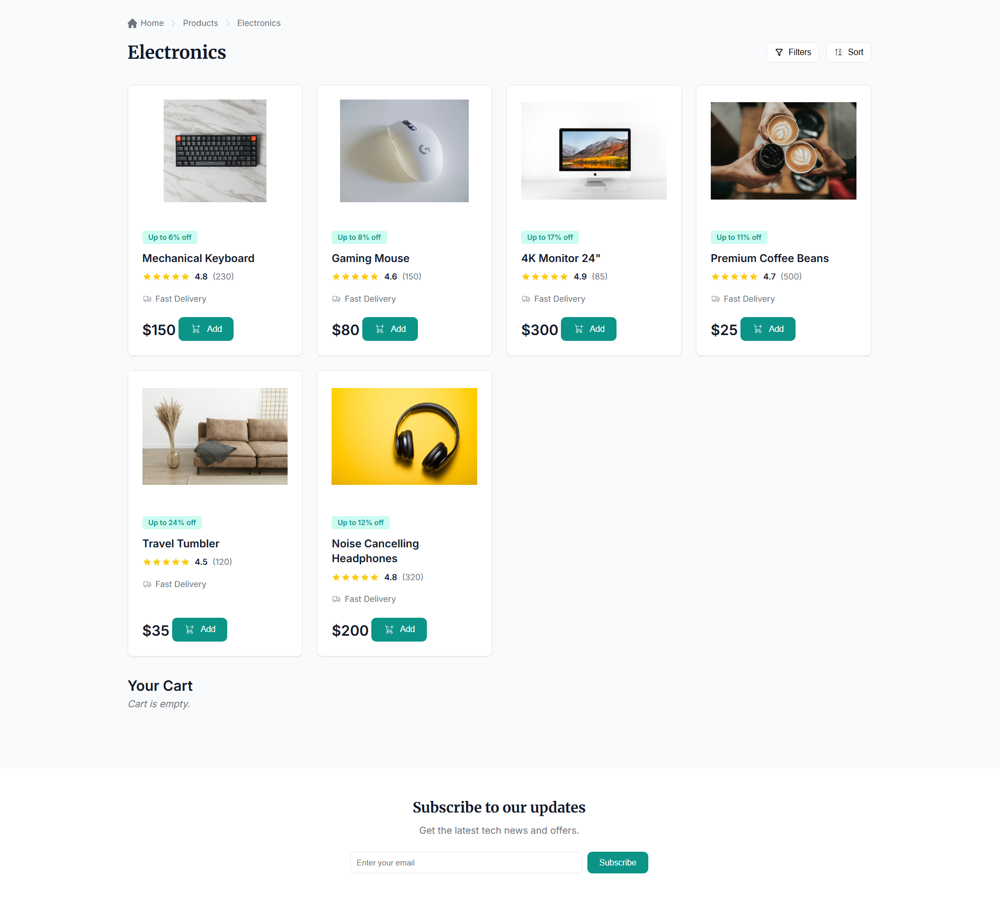 Home
Products
Electronics
Electronics
Filters
Sort
Up to 6% off
Mechanical Keyboard
4.8 (230)
Fast Delivery
$150
Add
Up to 8% off
Gaming Mouse
4.6 (150)
Fast Delivery
$80
Add
Up to 17% off
4K Monitor 24"
4.9 (85)
Fast Delivery
$300
Add
Up to 11% off
Premium Coffee Beans
4.7 (500)
Fast Delivery
$25
Add
Up to 24% off
Travel Tumbler
4.5 (120)
Fast Delivery
$35
Add
Up to 12% off
Noise Cancelling
Headphones
4.8 (320)
Fast Delivery
$200
Add
Your Cart
Cart is empty.
Subscribe to our updates
Get the latest tech news and offers.
Enter your email
Subscribe